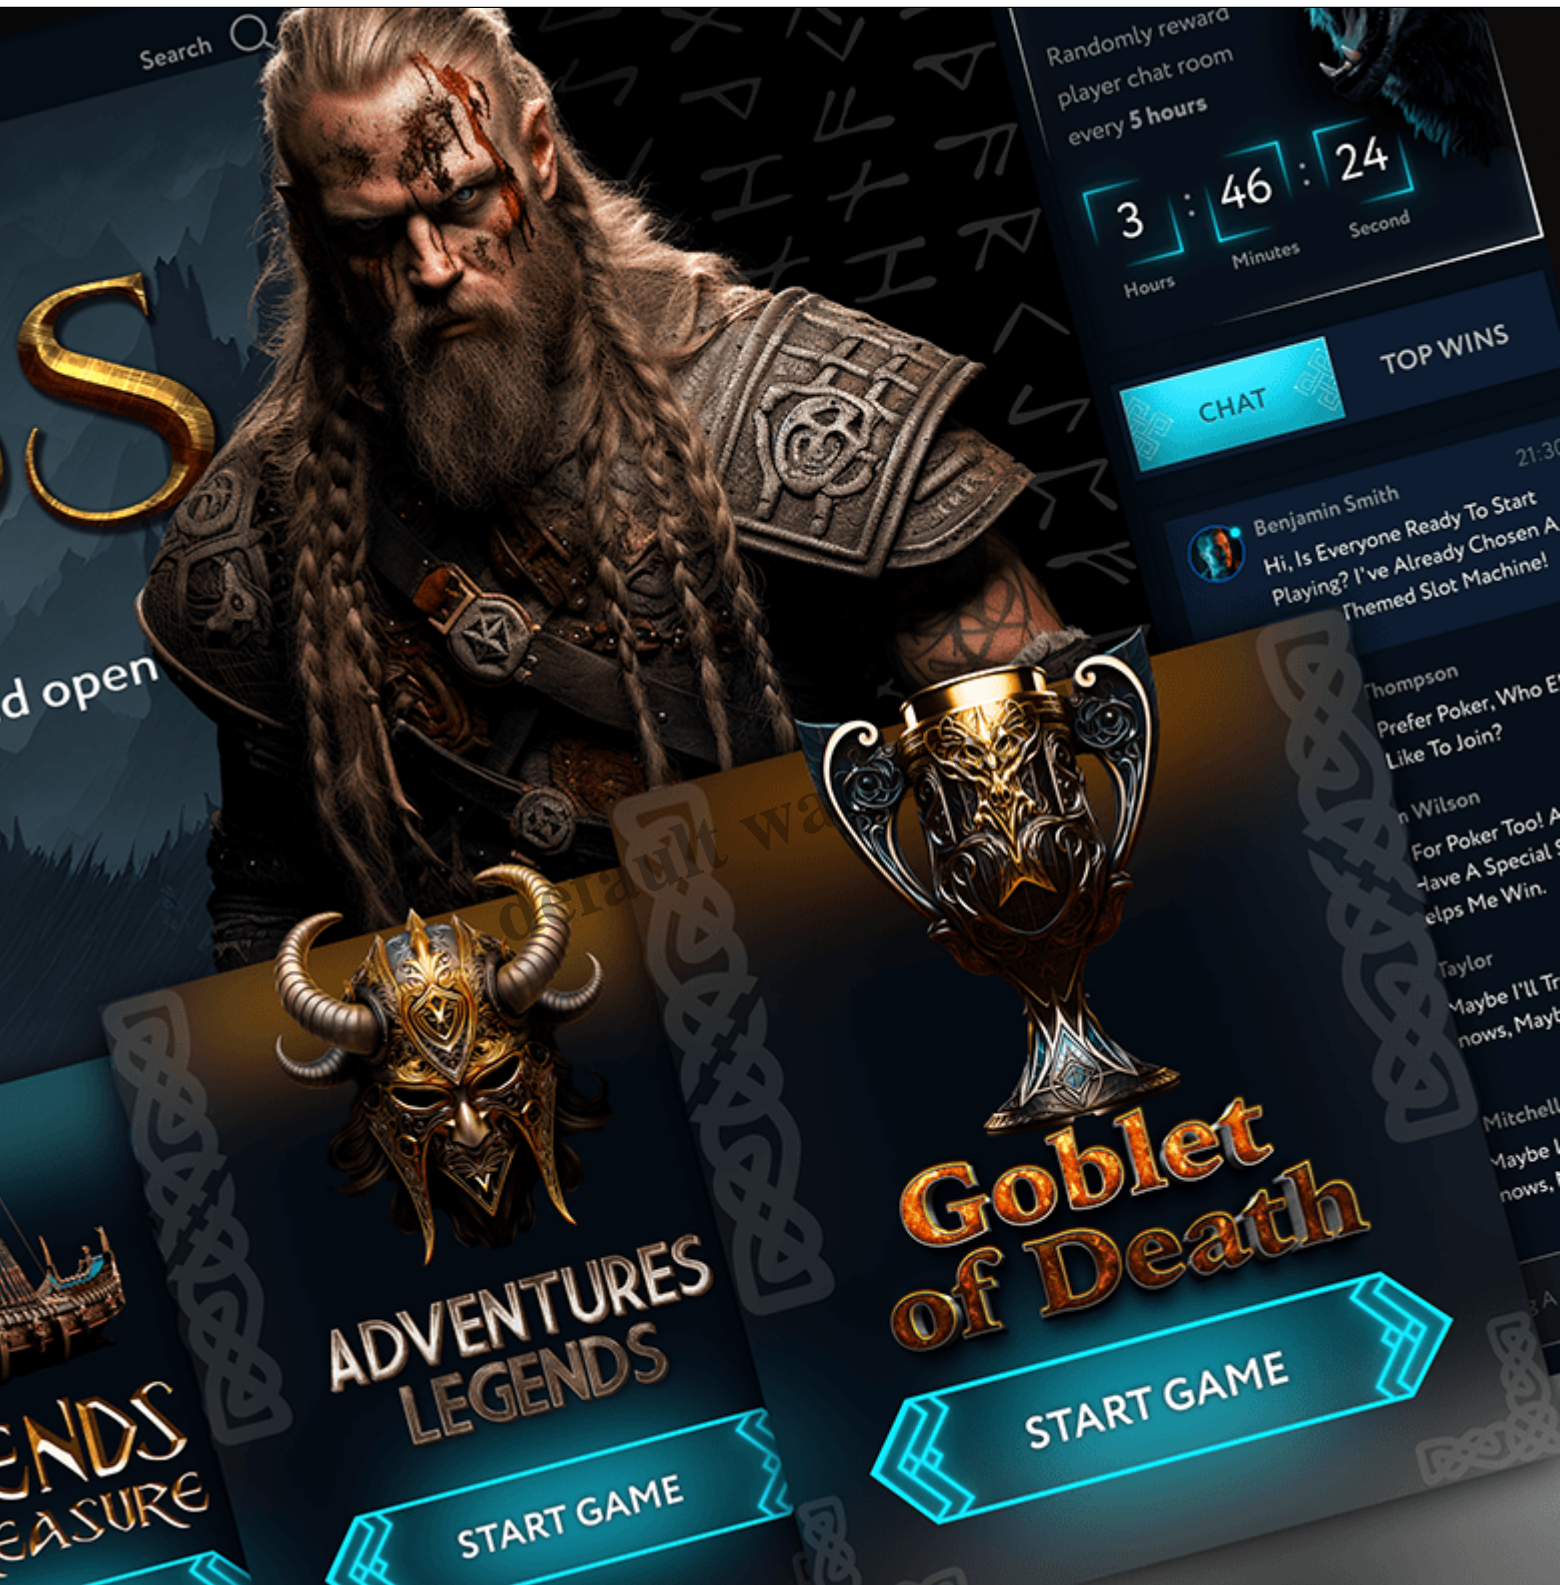 Search
Randomly reward
player chat room
every 5 hours
3 : 46 : 24
Hours Minutes Second
CHAT TOP WINS
S
d open
21:30
Benjamin Smith
Hi, Is Everyone Ready To Start
Playing? I've Already Chosen A
Themed Slot Machine!
Thompson
Prefer Poker, Who E
Like To Join?
n Wilson
For Poker Too! A
Have A Special S
elps Me Win.
Taylor
Maybe I'll Tr
nows, Mayb
Mitchell
Maybe
nows,
default wa
Goblet
of Death
START GAME
ADVENTURES
LEGENDS
START GAME
ENDS
EASURE